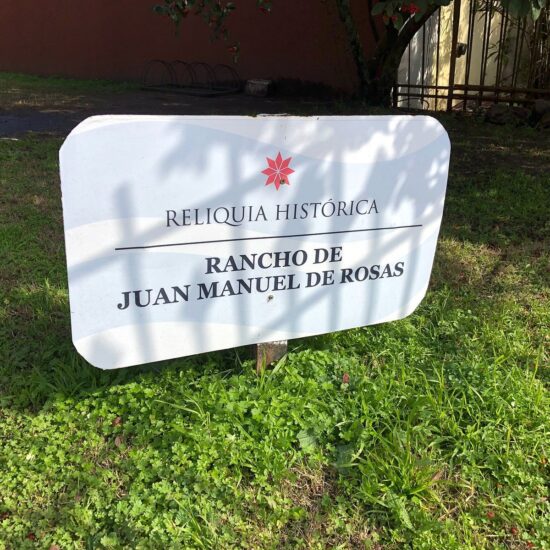 RELIQUIA HISTÓRICA
RANCHO DE
JUAN MANUEL DE ROSAS